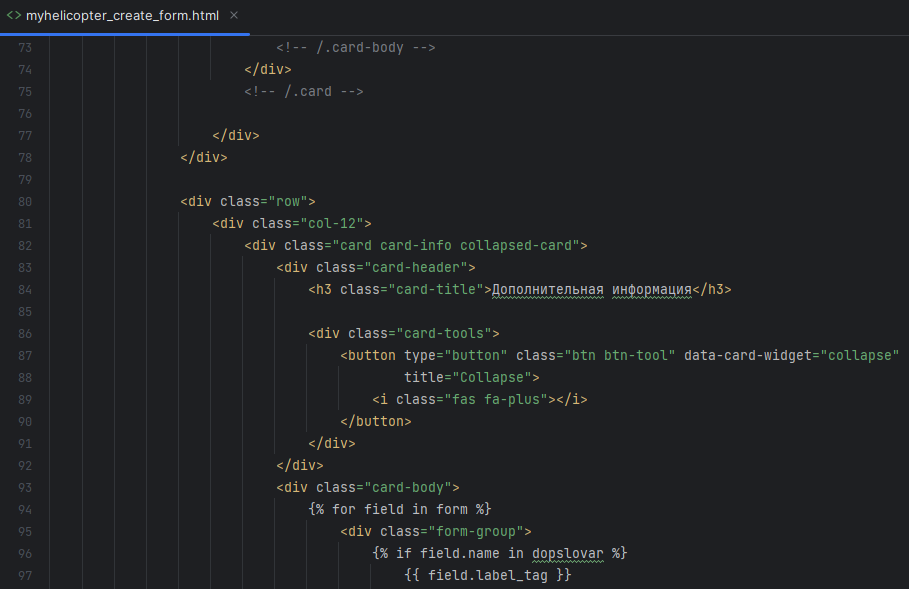 <> myhelicopter_create_form.html ×
73 <!-- /.card-body -->
74 </div>
75 <!-- /.card -->
76
77 </div>
78 </div>
79
80 <div class="row">
81 <div class="col-12">
82 <div class="card card-info collapsed-card">
83 <div class="card-header">
84 <h3 class="card-title">Дополнительная информация</h3>
85
86 <div class="card-tools">
87 <button type="button" class="btn btn-tool" data-card-widget="collapse"
88 title="Collapse">
89 <i class="fas fa-plus"></i>
90 </button>
91 </div>
92 </div>
93 <div class="card-body">
94 {% for field in form %}
95 <div class="form-group">
96 {% if field.name in dopslovar %}
97 {{ field.label_tag }}